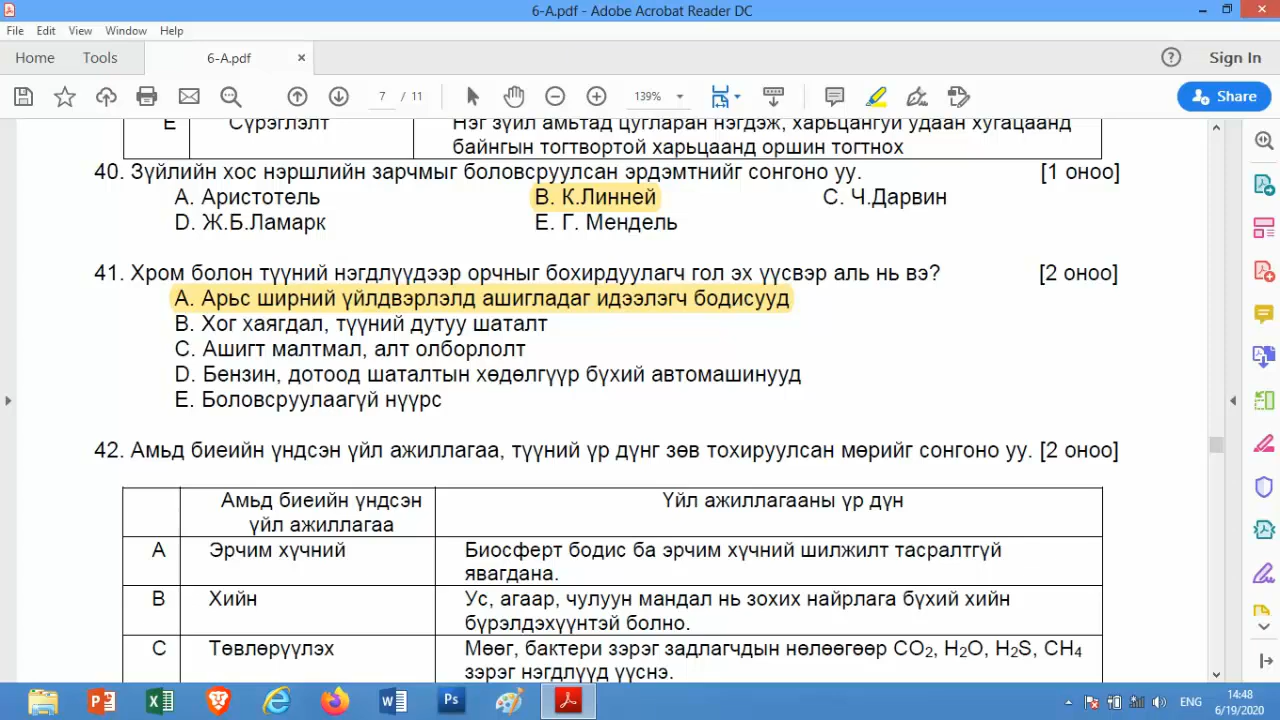 6-A.pdf - Adobe Acrobat Reader DC
File Edit View Window Help
Home Tools 6-A.pdf × Sign In
7 / 11 139% Share
E Сүрэглэлт Нэг зүйл амьтад цугларан нэгдэж, харьцангуй удаан хугацаанд
байнгын тогтвортой харьцаанд оршин тогтнох
40. Зүйлийн хос нэршлийн зарчмыг боловсруулсан эрдэмтнийг сонгоно уу. [1 оноо]
A. Аристотель B. К.Линней C. Ч.Дарвин
D. Ж.Б.Ламарк E. Г. Мендель
41. Хром болон түүний нэгдлүүдээр орчныг бохирдуулагч гол эх үүсвэр аль нь вэ? [2 оноо]
A. Арьс ширний үйлдвэрлэлд ашигладаг идээлэгч бодисууд
B. Хог хаягдал, түүний дутуу шаталт
C. Ашигт малтмал, алт олборлолт
D. Бензин, дотоод шаталтын хөдөлгүүр бүхий автомашинууд
E. Боловсруулаагүй нүүрс
42. Амьд биеийн үндсэн үйл ажиллагаа, түүний үр дүнг зөв тохируулсан мөрийг сонгоно уу. [2 оноо]
Амьд биеийн үндсэн Үйл ажиллагааны үр дүн
үйл ажиллагаа
A Эрчим хүчний Биосферт бодис ба эрчим хүчний шилжилт тасралтгүй
явагдана.
B Хийн Ус, агаар, чулуун мандал нь зохих найрлага бүхий хийн
бүрэлдэхүүнтэй болно.
C Төвлөрүүлэх Мөөг, бактери зэрэг задлагчдын нөлөөгөөр CO₂, H₂O, H₂S, CH₄
зэрэг нэгдлүүд үүснэ.
ENG 14:48
6/19/2020